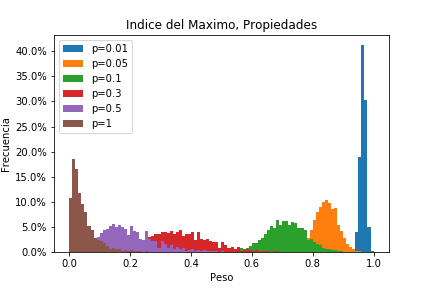 Indice del Maximo, Propiedades
40.0%
35.0%
30.0%
25.0%
20.0%
15.0%
10.0%
5.0%
0.0%
Frecuencia
p=0.01
p=0.05
p=0.1
p=0.3
p=0.5
p=1
0.0 0.2 0.4 0.6 0.8 1.0
Peso